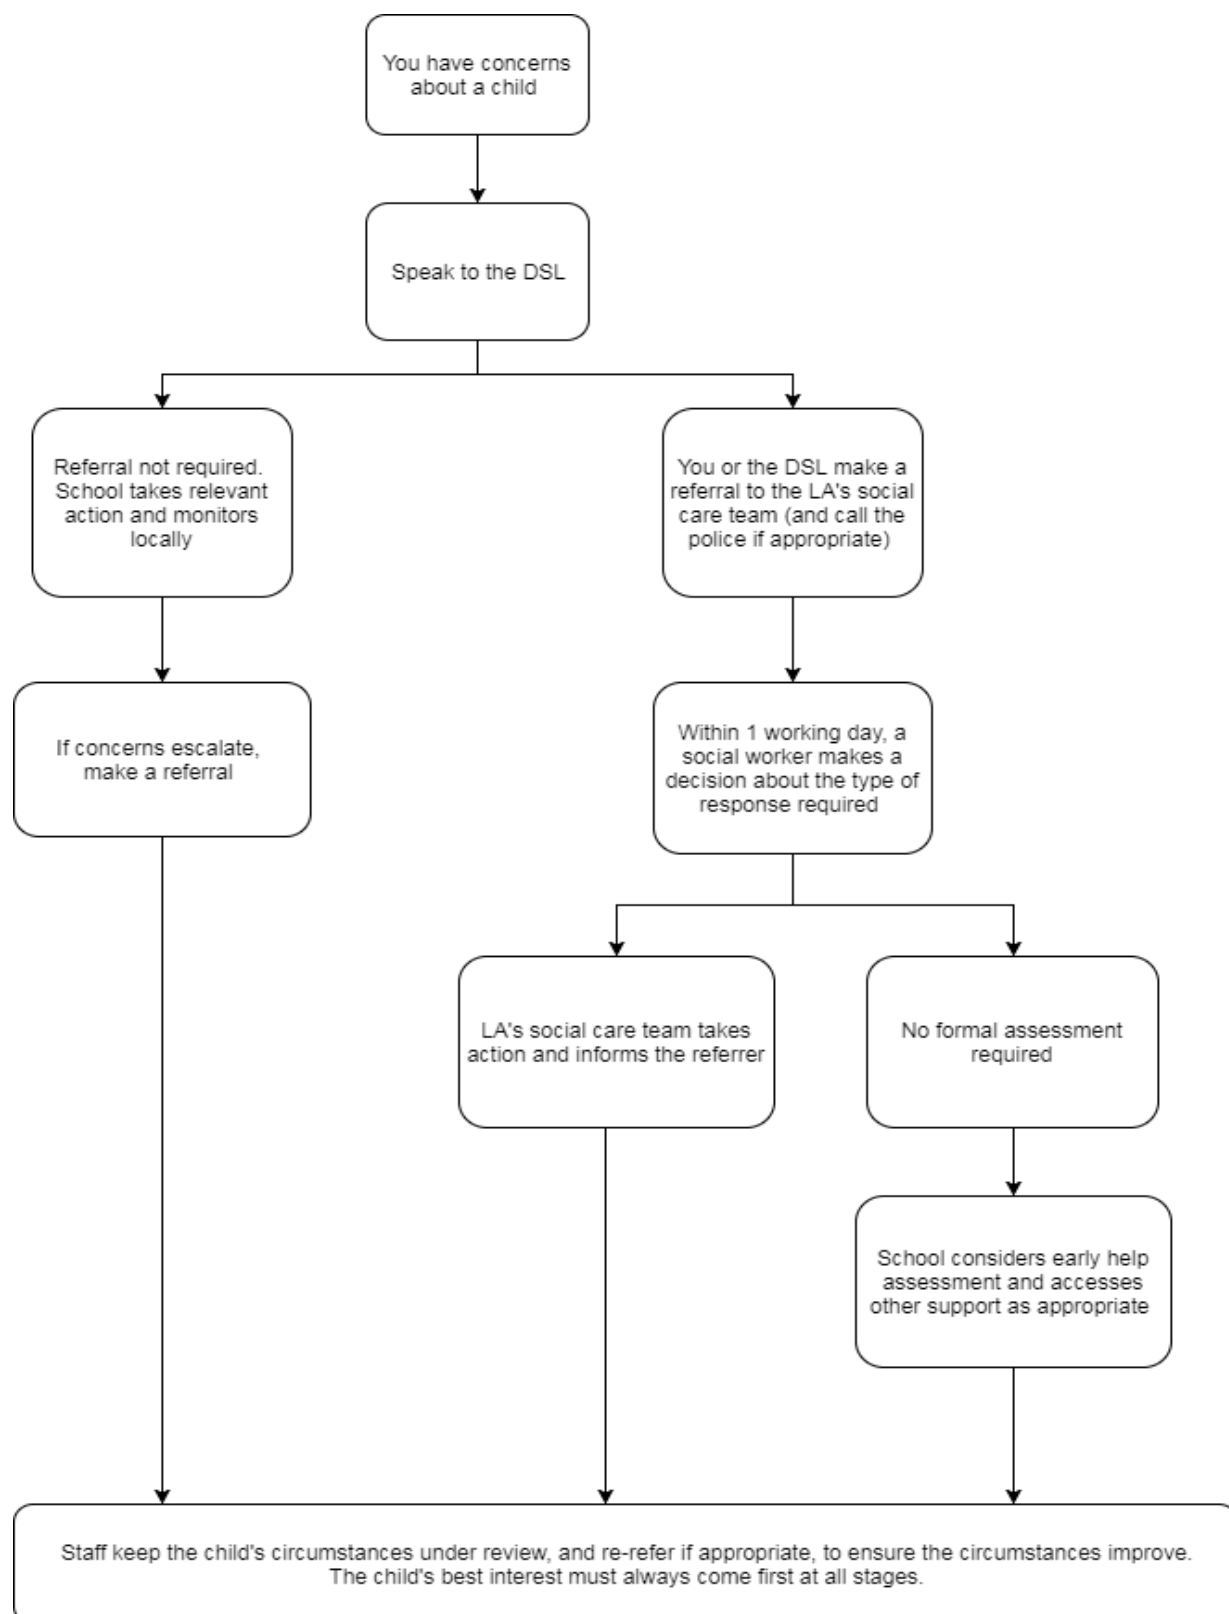 You have concerns
about a child
Speak to the DSL
Referral not required.
School takes relevant
action and monitors
locally
You or the DSL make a
referral to the LA's social
care team (and call the
police if appropriate)
If concerns escalate,
make a referral
Within 1 working day, a
social worker makes a
decision about the type of
response required
LA's social care team takes
action and informs the referrer
No formal assessment
required
School considers early help
assessment and accesses
other support as appropriate
Staff keep the child's circumstances under review, and re-refer if appropriate, to ensure the circumstances improve.
The child's best interest must always come first at all stages.